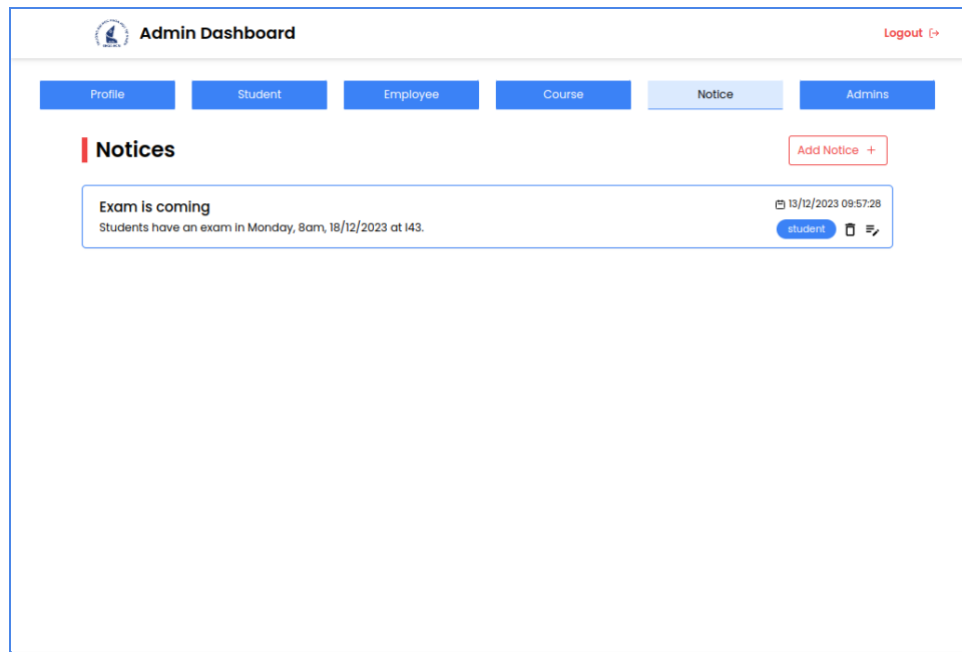 Admin Dashboard
Logout
Profile Student Employee Course Notice Admins
Notices
Add Notice +
Exam is coming
13/12/2023 09:57:28
Students have an exam in Monday, 8am, 18/12/2023 at I43.
student